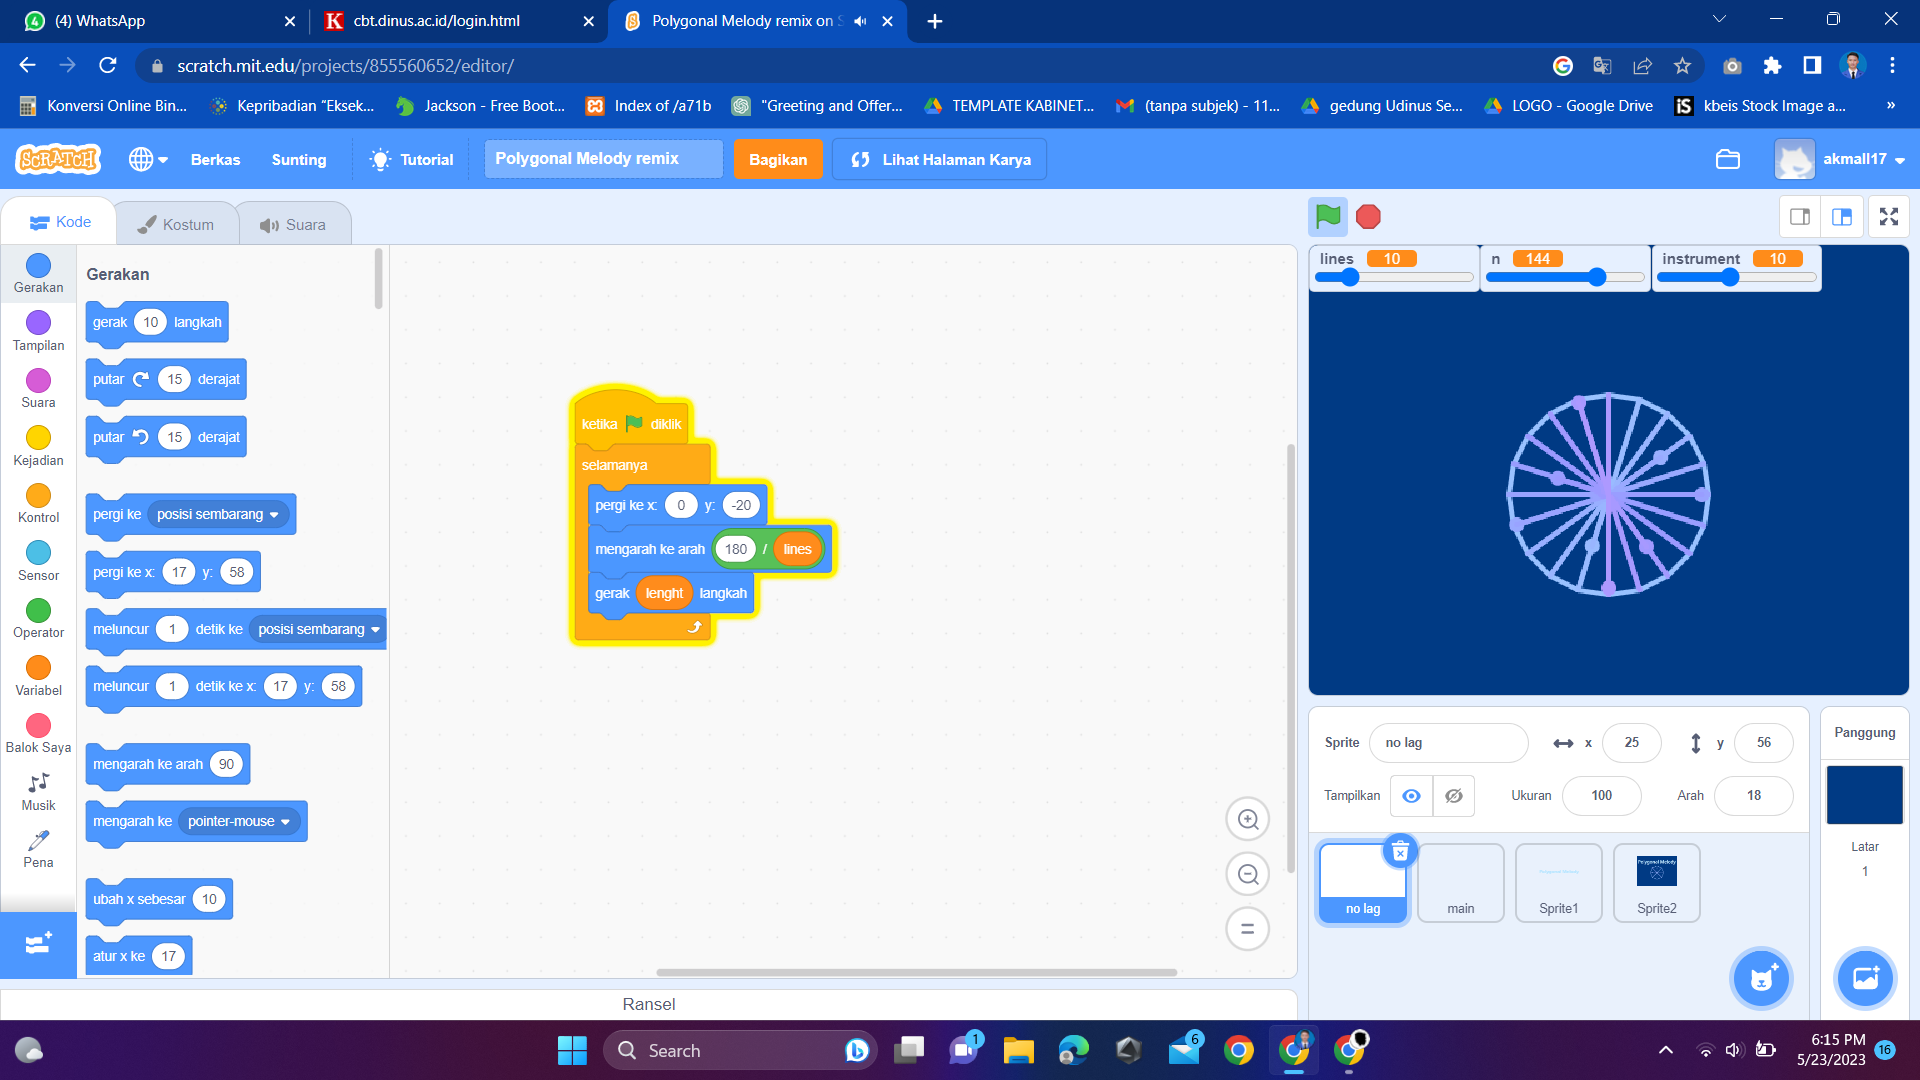 (4) WhatsApp
cbt.dinus.ac.id/login.html
Polygonal Melody remix on S
scratch.mit.edu/projects/855560652/editor/
Konversi Online Bin...
Kepribadian "Eksek...
Jackson - Free Boot...
Index of /a71b
"Greeting and Offer...
TEMPLATE KABINET...
(tanpa subjek) - 11...
gedung Udinus Se...
LOGO - Google Drive
iS
kbeis Stock Image a...
»
SCRATCH
Berkas
Sunting
Tutorial
Polygonal Melody remix
Bagikan
Lihat Halaman Karya
akmall17
Kode
Kostum
Suara
Gerakan
Tampilan
Suara
Kejadian
Kontrol
Sensor
Operator
Variabel
Balok Saya
Musik
Pena
Gerakan
gerak 10 langkah
putar 15 derajat
putar 15 derajat
pergi ke posisi sembarang
pergi ke x: 17 y: 58
meluncur 1 detik ke posisi sembarang
meluncur 1 detik ke x: 17 y: 58
mengarah ke arah 90
mengarah ke pointer-mouse
ubah x sebesar 10
atur x ke 17
ketika diklik
selamanya
pergi ke x: 0 y: -20
mengarah ke arah 180 / lines
gerak lenght langkah
Ransel
lines 10
n 144
instrument 10
Sprite no lag x 25 y 56
Tampilkan Ukuran 100 Arah 18
no lag
main
Polygonal Melody
Sprite1
Polygonal Melody
Sprite2
Panggung
Latar
1
Search
1
6
6:15 PM
5/23/2023
16